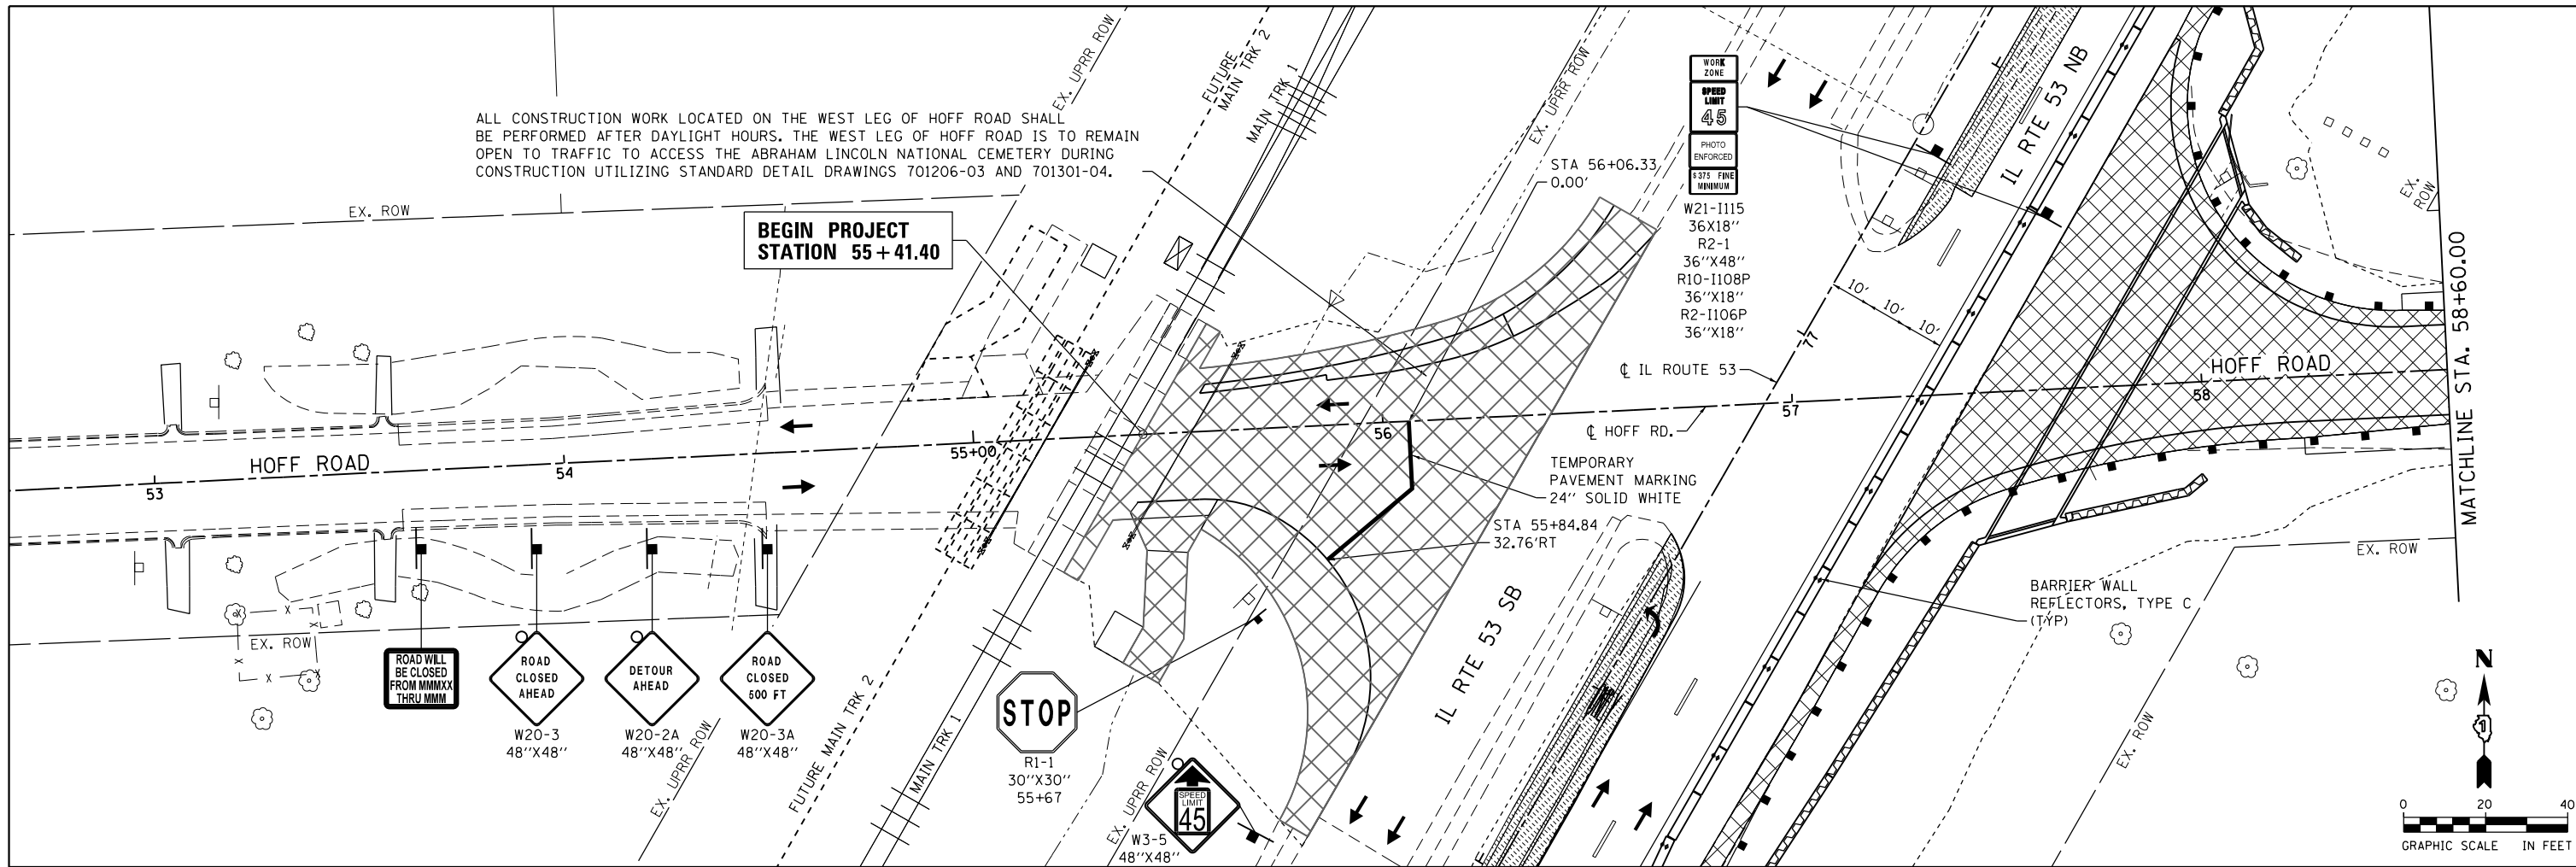 ALL CONSTRUCTION WORK LOCATED ON THE WEST LEG OF HOFF ROAD SHALL
BE PERFORMED AFTER DAYLIGHT HOURS. THE WEST LEG OF HOFF ROAD IS TO REMAIN
OPEN TO TRAFFIC TO ACCESS THE ABRAHAM LINCOLN NATIONAL CEMETERY DURING
CONSTRUCTION UTILIZING STANDARD DETAIL DRAWINGS 701206-03 AND 701301-04.
EX. ROW
BEGIN PROJECT
STATION 55+41.40
EX. UPRR ROW
FUTURE
MAIN TRK 2
MAIN TRK 1
EX. UPRR ROW
STA 56+06.33
0.00'
WORK
ZONE
SPEED
LIMIT
45
PHOTO
ENFORCED
$375 FINE
MINIMUM
W21-I115
36X18''
R2-1
36''X48''
R10-I108P
36''X18''
R2-I106P
36''X18''
IL RTE 53 NB
EX.
ROW
10'
10'
10'
77
℄ IL ROUTE 53
57
HOFF ROAD
58
MATCHLINE STA. 58+60.00
℄ HOFF RD.
56
55+00
HOFF ROAD
54
53
TEMPORARY
PAVEMENT MARKING
24'' SOLID WHITE
STA 55+84.84
32.76'RT
EX. ROW
BARRIER WALL
REFLECTORS, TYPE C
(TYP)
IL RTE 53 SB
EX. ROW
X
X
X
X
X
X
X
ROAD WILL
BE CLOSED
FROM MMMXX
THRU MMM
ROAD
CLOSED
AHEAD
W20-3
48''X48''
DETOUR
AHEAD
W20-2A
48''X48''
ROAD
CLOSED
500 FT
W20-3A
48''X48''
EX. UPRR ROW
FUTURE MAIN TRK 2
MAIN TRK 1
STOP
R1-1
30''X30''
55+67
EX. UPRR ROW
SPEED
LIMIT
45
W3-5
48''X48''
EX. ROW
N
1
0 20 40
GRAPHIC SCALE IN FEET